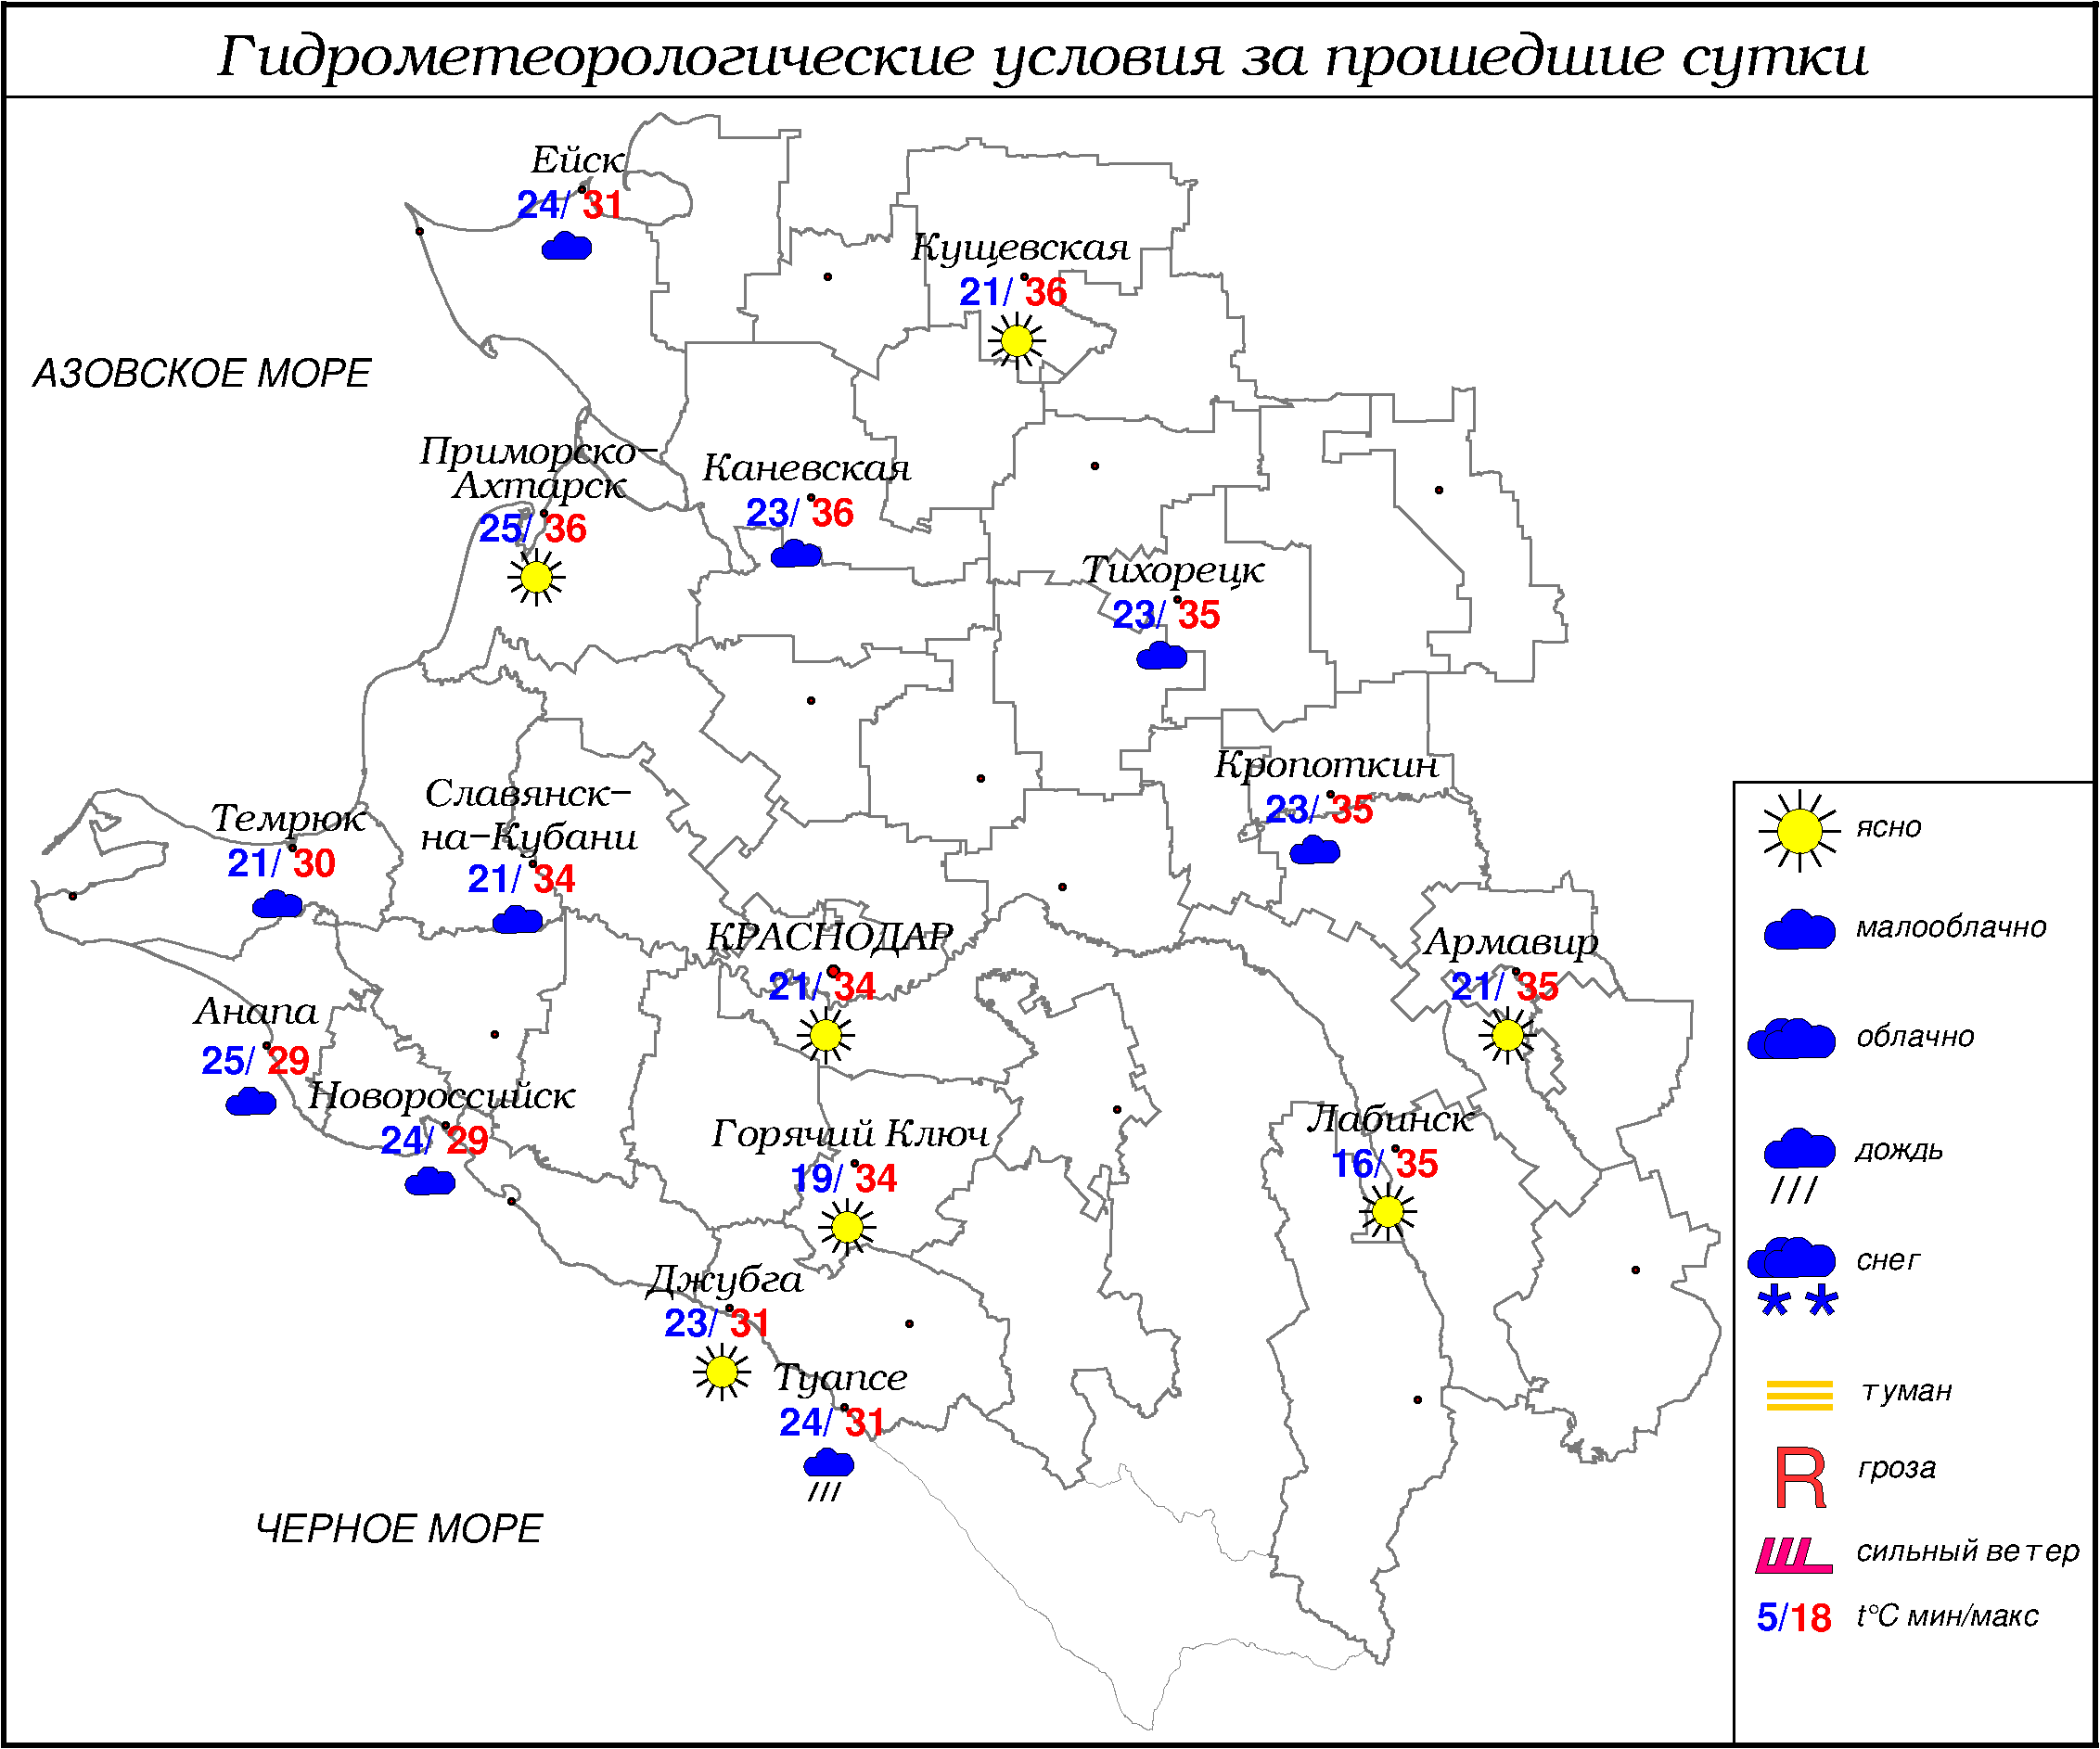 Гидрометеорологические условия за прошедшие сутки
Ейск
24/ 31
Кущевская
21/ 36
АЗОВСКОЕ МОРЕ
Приморско-
Ахтарск
25/ 36
Каневская
23/ 36
Тихорецк
23/ 35
Кропоткин
23/ 35
Темрюк
21/ 30
Славянск-
на-Кубани
21/ 34
КРАСНОДАР
21/ 34
Армавир
21/ 35
Анапа
25/ 29
Новороссийск
24/ 29
Горячий Ключ
19/ 34
Лабинск
16/ 35
Джубга
23/ 31
Туапсе
24/ 31
ЧЕРНОЕ МОРЕ
ясно
малооблачно
облачно
дождь
снег
туман
R гроза
сильный ветер
5/18 t°C мин/макс